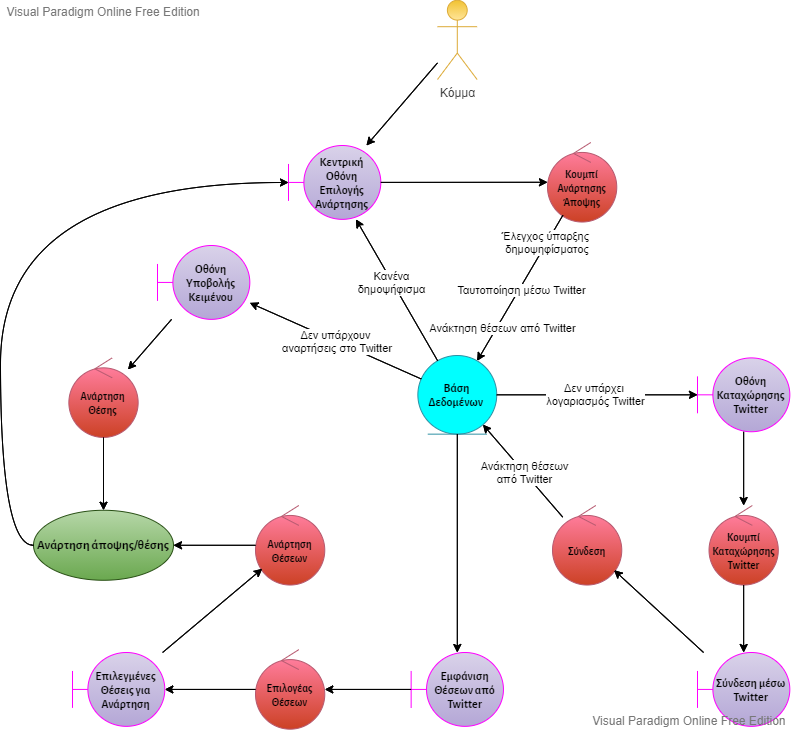 Visual Paradigm Online Free Edition
Κόμμα
Κεντρική
Οθόνη
Επιλογής
Ανάρτησης
Κουμπί
Ανάρτησης
Άποψης
Έλεγχος ύπαρξης
δημοψηφίσματος
Ταυτοποίηση μέσω Twitter
Ανάκτηση θέσεων από Twitter
Κανένα
δημοψήφισμα
Οθόνη
Υποβολής
Κειμένου
Δεν υπάρχουν
αναρτήσεις στο Twitter
Βάση
Δεδομένων
Δεν υπάρχει
λογαριασμός Twitter
Οθόνη
Καταχώρησης
Twitter
Ανάρτηση
Θέσης
Ανάκτηση θέσεων
από Twitter
Ανάρτηση άποψης/θέσης
Ανάρτηση
Θέσεων
Σύνδεση
Κουμπί
Καταχώρησης
Twitter
Επιλεγμένες
Θέσεις για
Ανάρτηση
Επιλογέας
Θέσεων
Εμφάνιση
Θέσεων από
Twitter
Σύνδεση μέσω
Twitter
Visual Paradigm Online Free Edition